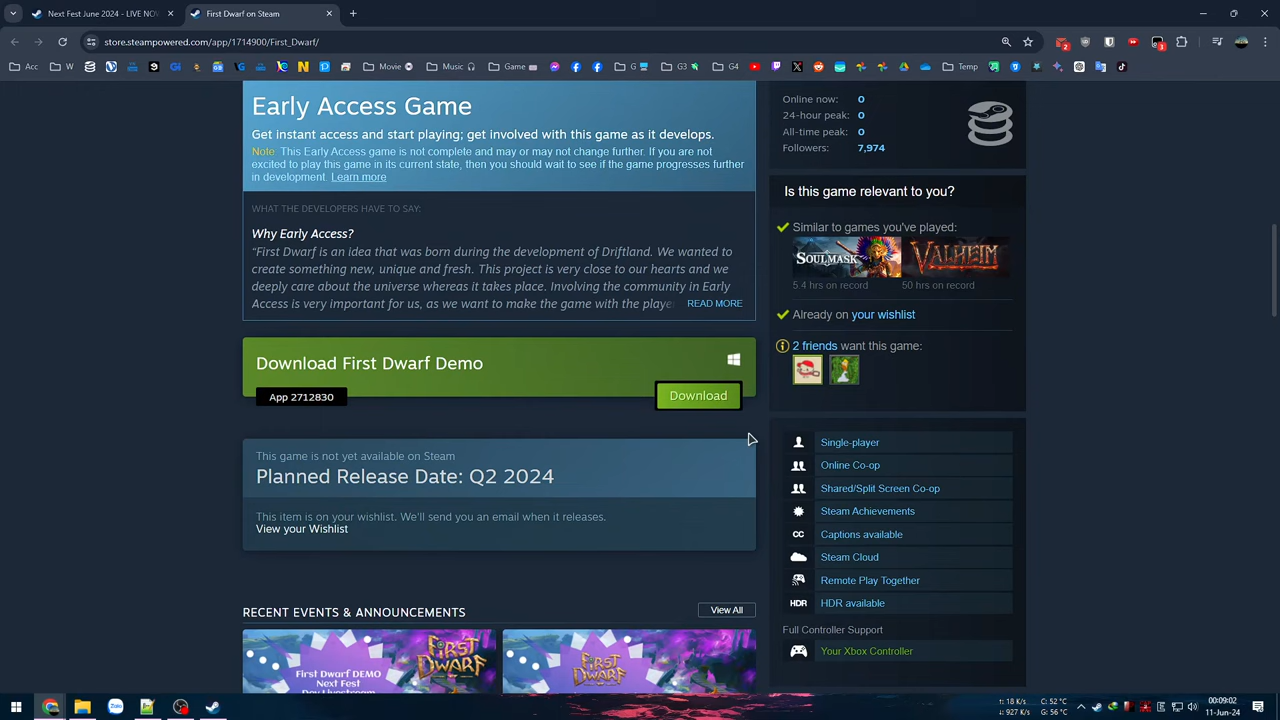 Next Fest June 2024 - LIVE NOW
First Dwarf on Steam
store.steampowered.com/app/1714900/First_Dwarf/
Acc
W
Movie
Music
Game
G
G3
G4
Temp
Early Access Game
Get instant access and start playing; get involved with this game as it develops.
Note: This Early Access game is not complete and may or may not change further. If you are not
excited to play this game in its current state, then you should wait to see if the game progresses further
in development. Learn more
WHAT THE DEVELOPERS HAVE TO SAY:
Why Early Access?
“First Dwarf is an idea that was born during the development of Driftland. We wanted to
create something new, unique and fresh. This project is very close to our hearts and we
deeply care about the universe whereas it takes place. Involving the community in Early
Access is very important for us, as we want to make the game with the playe
READ MORE
Download First Dwarf Demo
App 2712830
Download
This game is not yet available on Steam
Planned Release Date: Q2 2024
This item is on your wishlist. We'll send you an email when it releases.
View your Wishlist
RECENT EVENTS & ANNOUNCEMENTS
View All
First Dwarf DEMO
Next Fest
Day Livestream
FIRST DWARF
FIRST DWARF
Online now: 0
24-hour peak: 0
All-time peak: 0
Followers: 7,974
Is this game relevant to you?
Similar to games you've played:
SOULMASK
VALHEIM
5.4 hrs on record
50 hrs on record
Already on your wishlist
2 friends want this game:
Single-player
Online Co-op
Shared/Split Screen Co-op
Steam Achievements
CC Captions available
Steam Cloud
Remote Play Together
HDR HDR available
Full Controller Support
Your Xbox Controller
Zalo
↑: 18 K/s
↓: 927 K/s
C: 52 °C
G: 56 °C
00:09:02
11-Jun-24